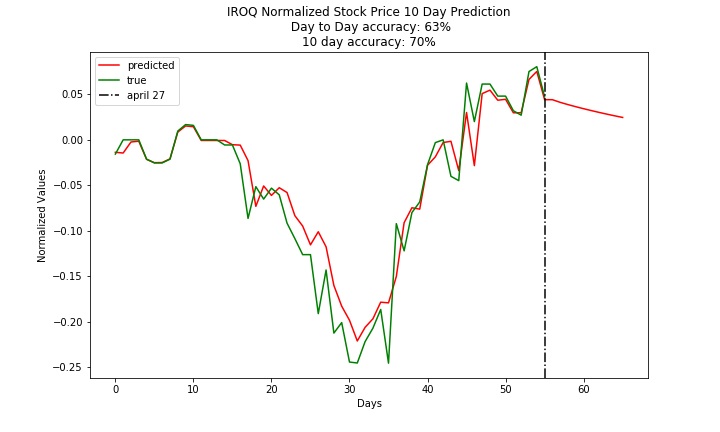 IROQ Normalized Stock Price 10 Day Prediction
Day to Day accuracy: 63%
10 day accuracy: 70%
predicted
true
april 27
Normalized Values
0.05
0.00
−0.05
−0.10
−0.15
−0.20
−0.25
0 10 20 30 40 50 60
Days